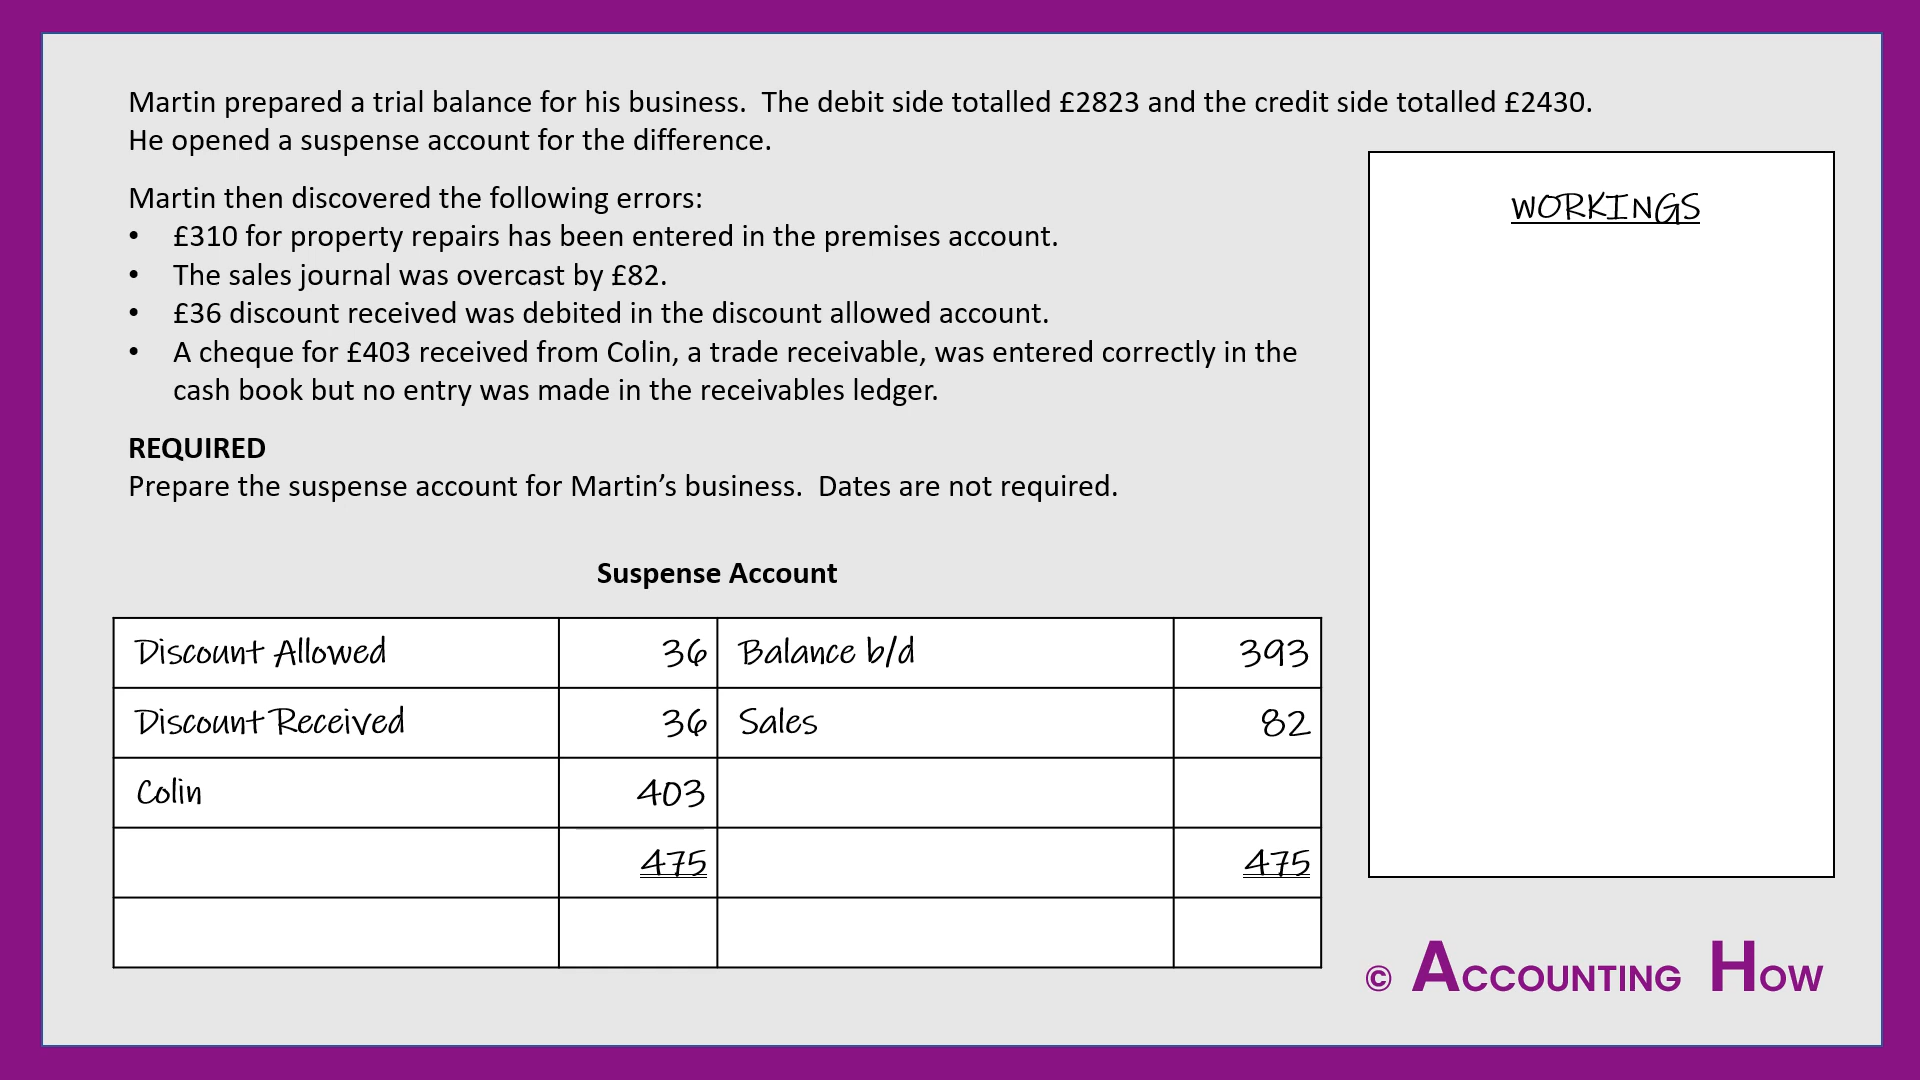 Martin prepared a trial balance for his business.  The debit side totalled £2823 and the credit side totalled £2430.
He opened a suspense account for the difference.
Martin then discovered the following errors:
• £310 for property repairs has been entered in the premises account.
• The sales journal was overcast by £82.
• £36 discount received was debited in the discount allowed account.
• A cheque for £403 received from Colin, a trade receivable, was entered correctly in the
cash book but no entry was made in the receivables ledger.
REQUIRED
Prepare the suspense account for Martin’s business.  Dates are not required.
WORKINGS
Suspense Account
Discount Allowed 36 Balance b/d 393
Discount Received 36 Sales 82
Colin 403
475 475
© Accounting How